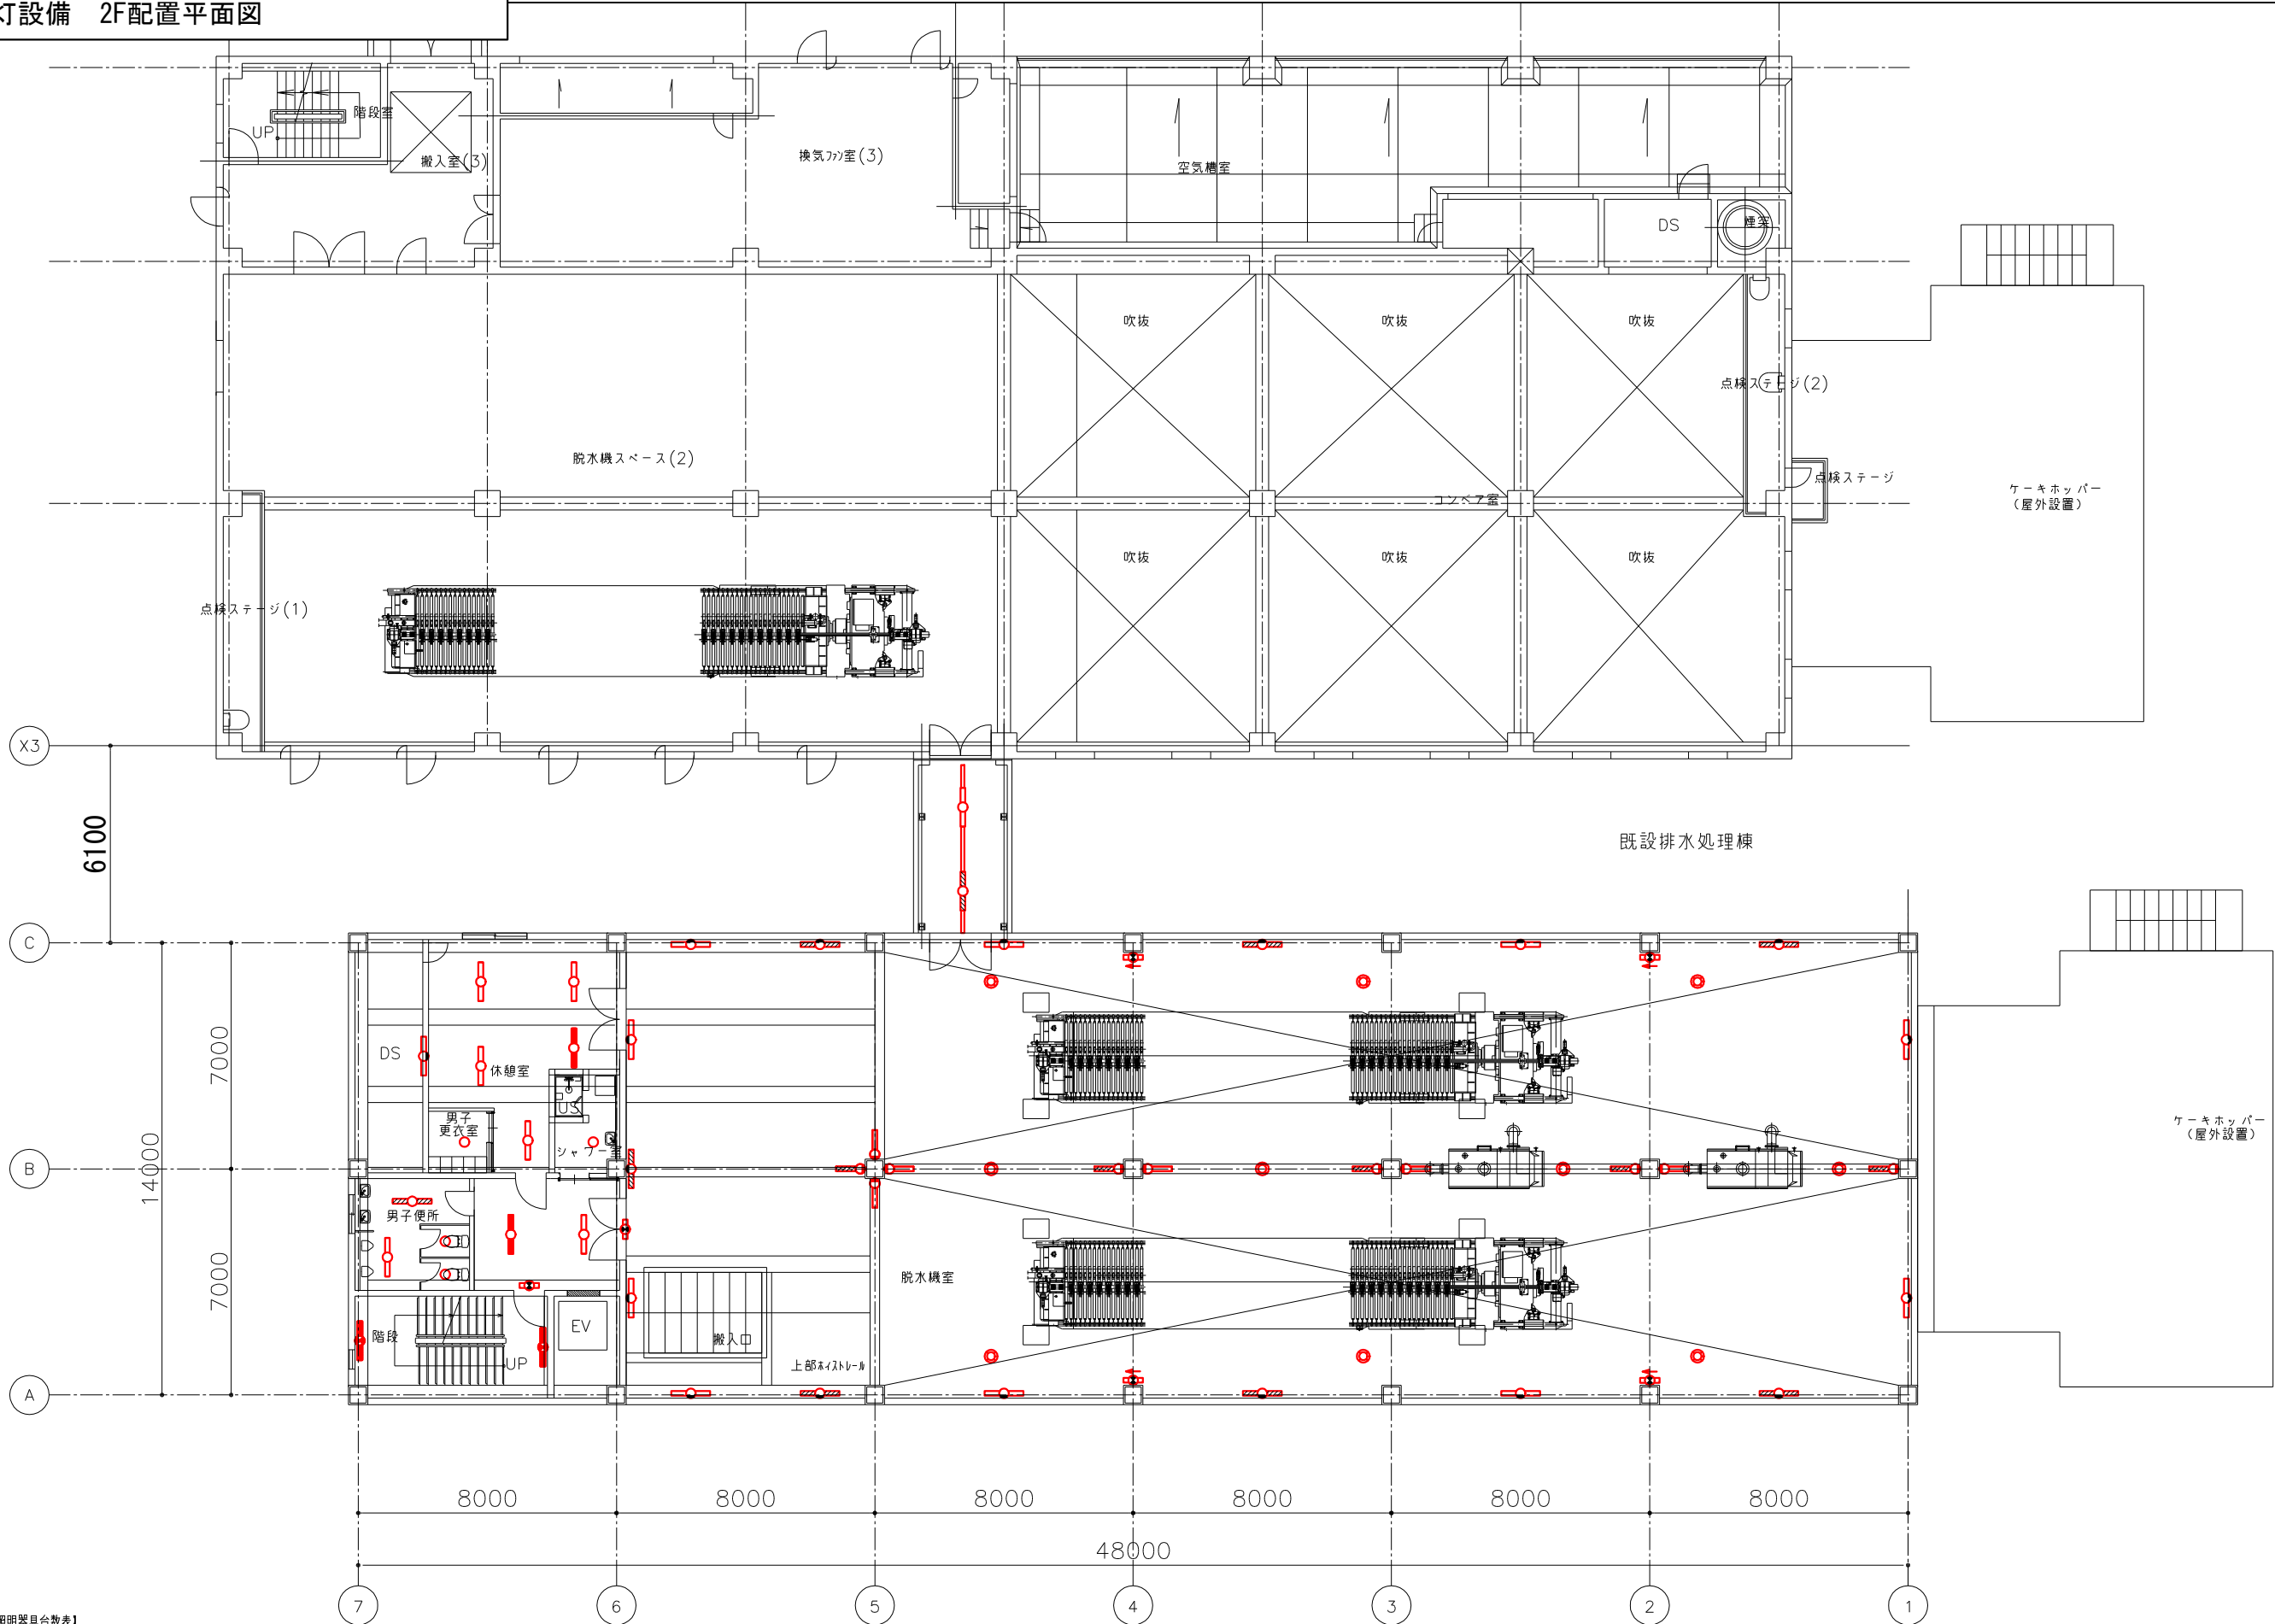 灯設備 2F配置平面図
階段室
UP
搬入室(3)
換気ファン室(3)
空気槽室
DS
煙突
吹抜
吹抜
吹抜
点検ステージ(2)
脱水機スペース(2)
点検ステージ
コンベア室
ケーキホッパー
(屋外設置)
吹抜
吹抜
吹抜
点検ステージ(1)
X3
6100
既設排水処理棟
C
7000
DS
休憩室
US
男子
更衣室
シャワー室
ケーキホッパー
(屋外設置)
14000
B
男子便所
7000
脱水機室
階段
EV
搬入口
UP
上部ホイストレール
A
8000
8000
8000
8000
8000
8000
48000
7
6
5
4
3
2
1
照明器具台数表】